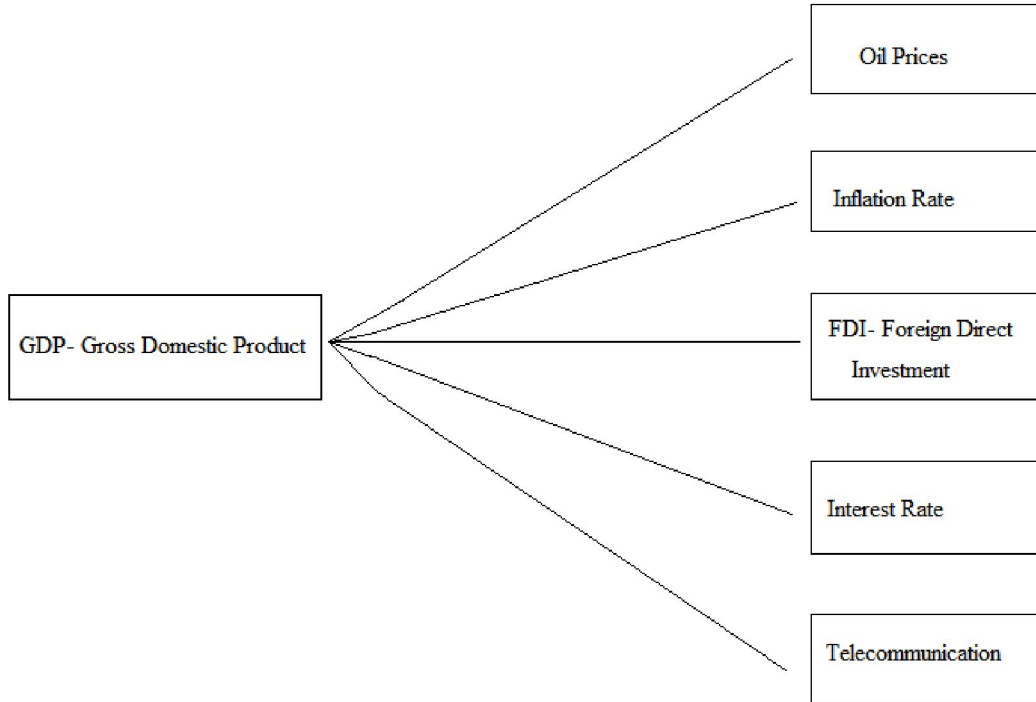 Oil Prices
Inflation Rate
GDP- Gross Domestic Product
FDI- Foreign Direct
Investment
Interest Rate
Telecommunication